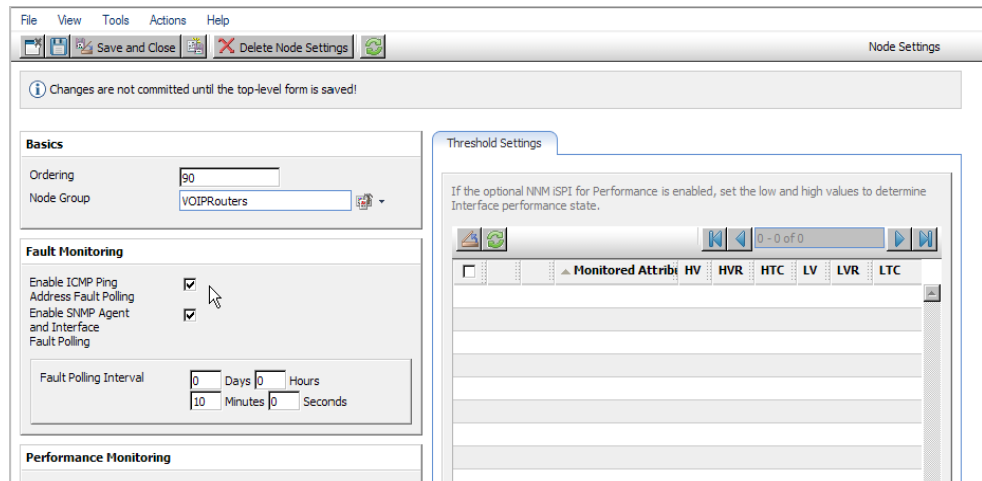 File View Tools Actions Help
Save and Close Delete Node Settings Node Settings
Changes are not committed until the top-level form is saved!
Basics
Ordering 90
Node Group VOIPRouters
Fault Monitoring
Enable ICMP Ping
Address Fault Polling
Enable SNMP Agent
and Interface
Fault Polling
Fault Polling Interval 0 Days 0 Hours
10 Minutes 0 Seconds
Performance Monitoring
Threshold Settings
If the optional NNM iSPI for Performance is enabled, set the low and high values to determine
Interface performance state.
0 - 0 of 0
Monitored Attribu HV HVR HTC LV LVR LTC